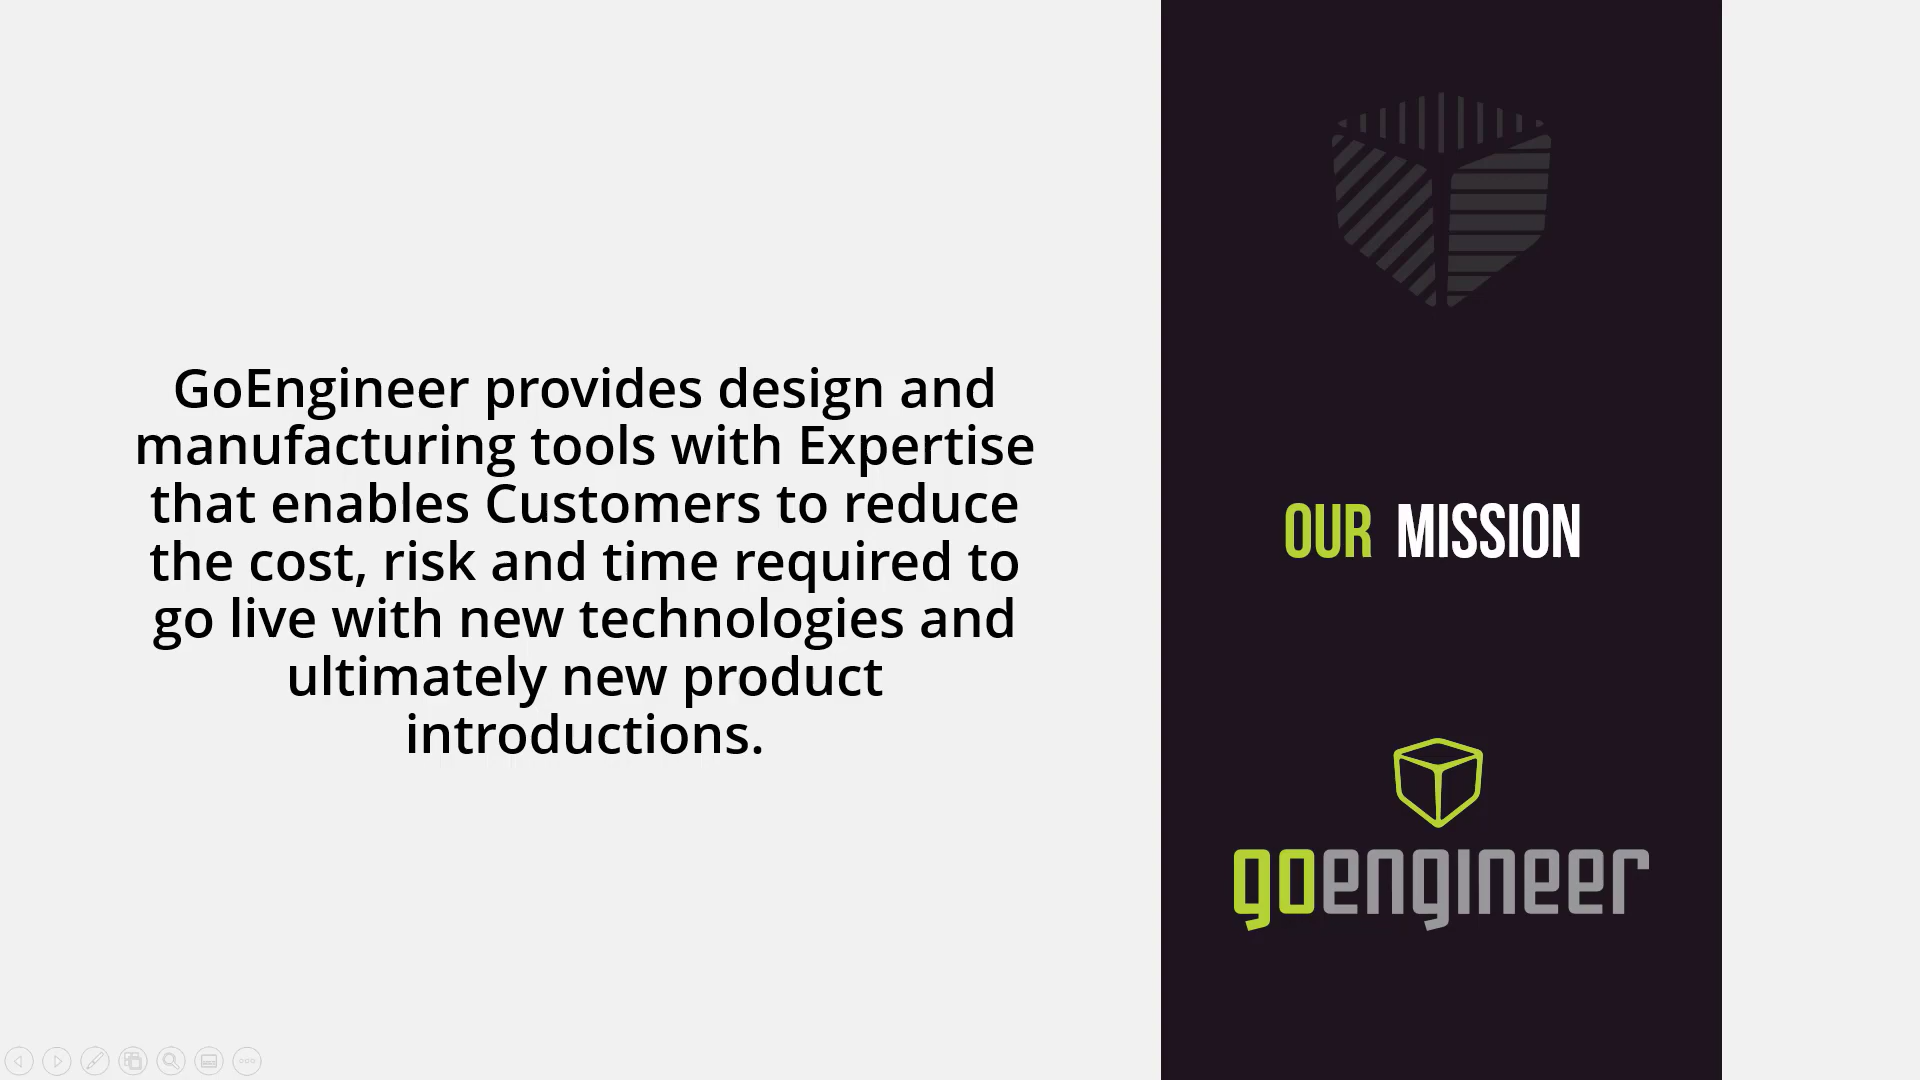 GoEngineer provides design and
manufacturing tools with Expertise
that enables Customers to reduce
the cost, risk and time required to
go live with new technologies and
ultimately new product
introductions.
OUR MISSION
goengineer